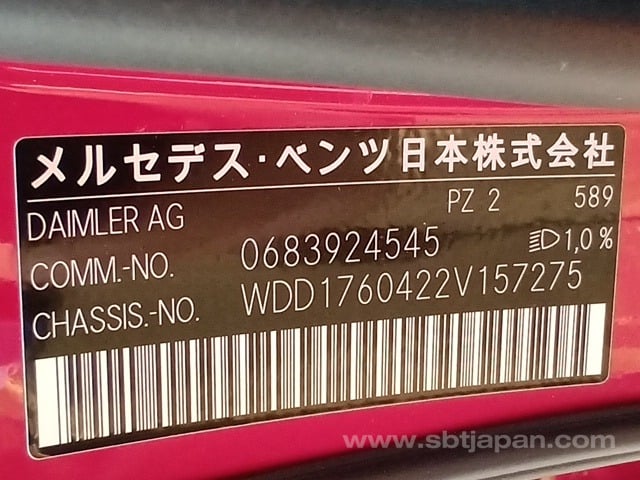 メルセデス・ベンツ日本株式会社
DAIMLER AG PZ 2 589
COMM.-NO. 0683924545 1,0%
CHASSIS.-NO. WDD1760422V157275
www.sbtjapan.com